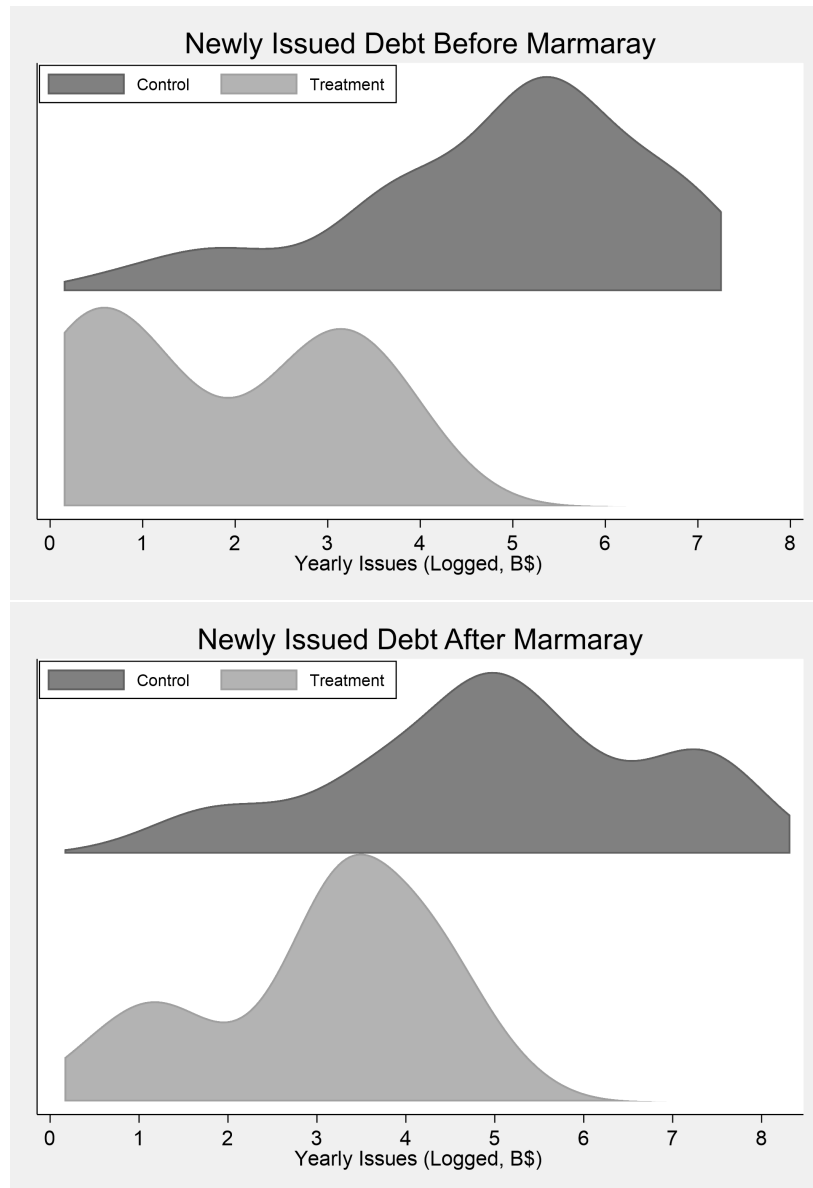 Newly Issued Debt Before Marmaray
Control Treatment
0 1 2 3 4 5 6 7 8
Yearly Issues (Logged, B$)
Newly Issued Debt After Marmaray
Control Treatment
0 1 2 3 4 5 6 7 8
Yearly Issues (Logged, B$)